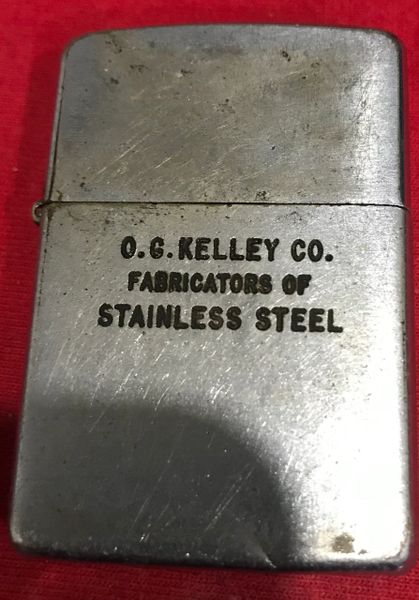 O.G.KELLEY CO.
FABRICATORS OF
STAINLESS STEEL